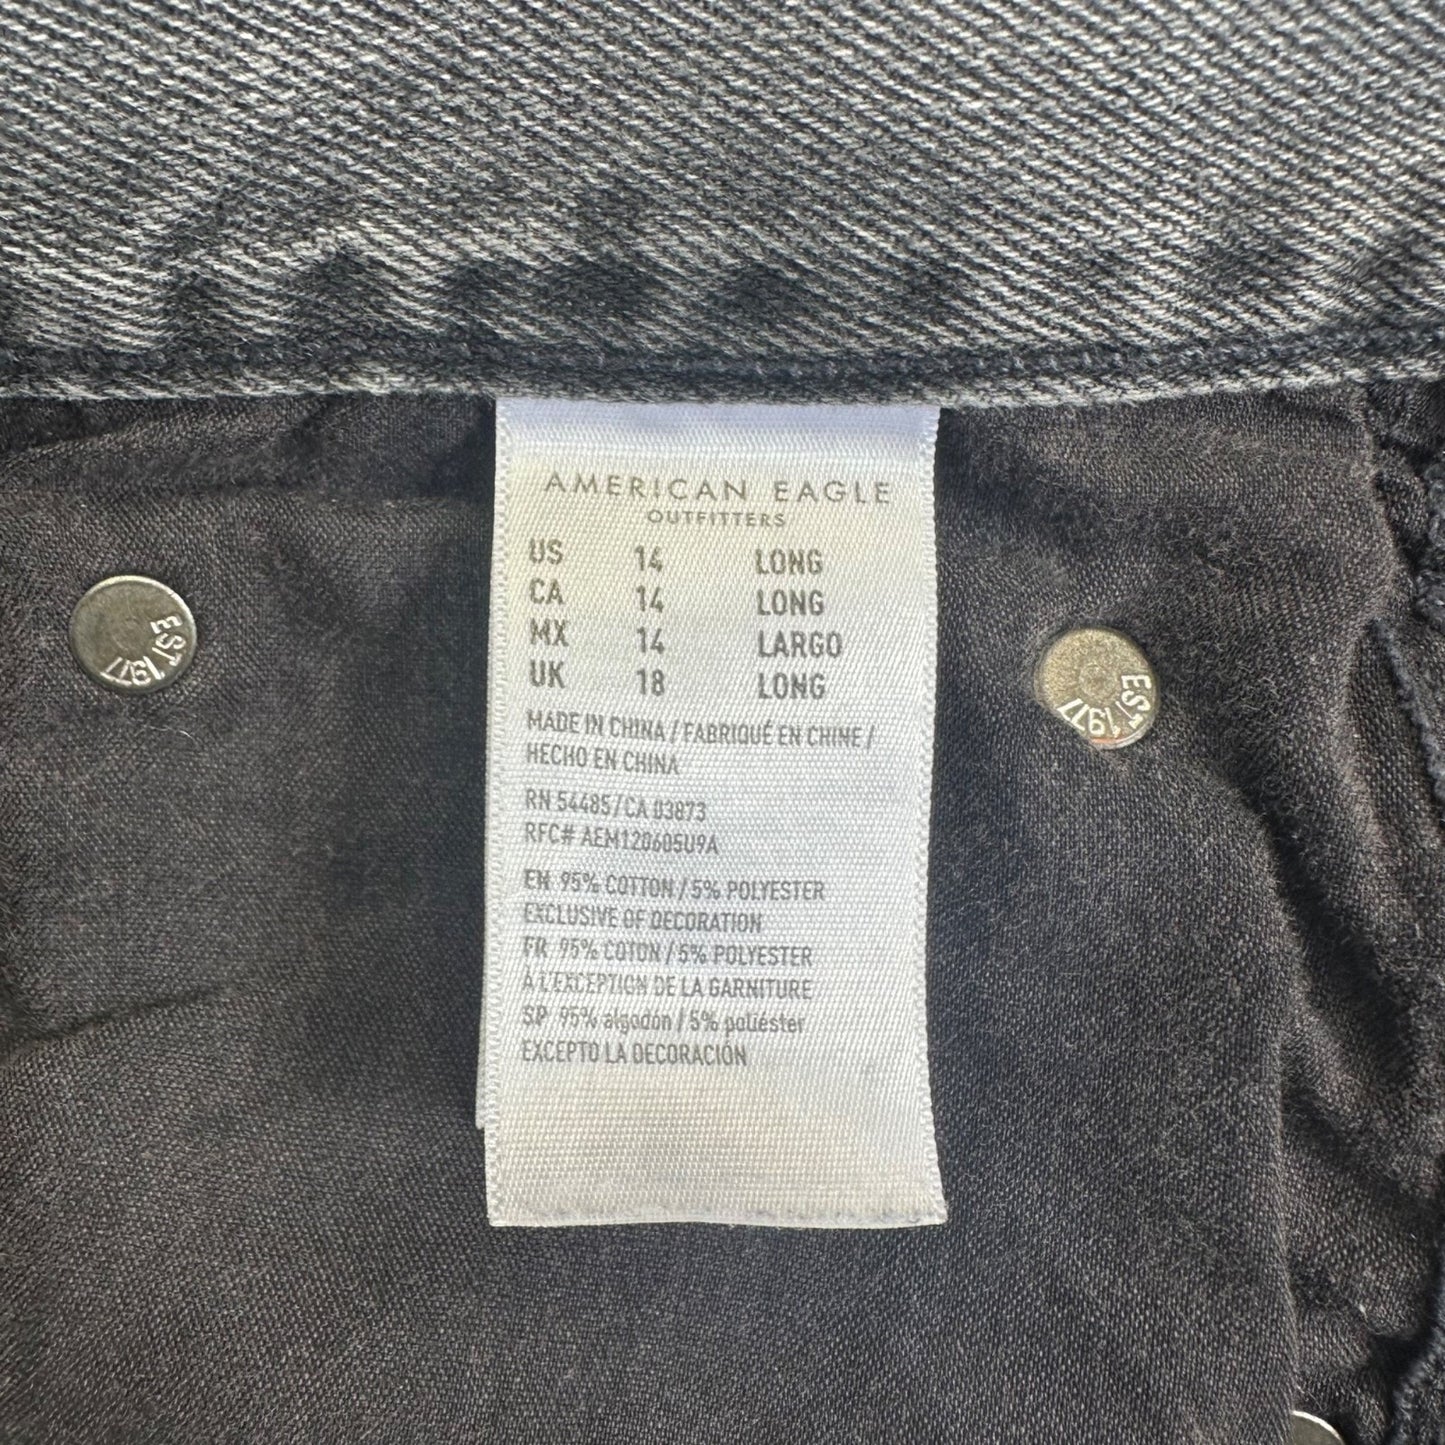 AMERICAN EAGLE
OUTFITTERS
US 14 LONG
CA 14 LONG
MX 14 LARGO
UK 18 LONG
MADE IN CHINA / FABRIQUÉ EN CHINE /
HECHO EN CHINA
RN 54485/CA 03873
RFC# AEM120605U9A
EN 95% COTTON / 5% POLYESTER
EXCLUSIVE OF DECORATION
FR 95% COTON / 5% POLYESTER
À L'EXCEPTION DE LA GARNITURE
SP 95% algodón / 5% poliéster
EXCEPTO LA DECORACIÓN
EST 1977
EST 1977